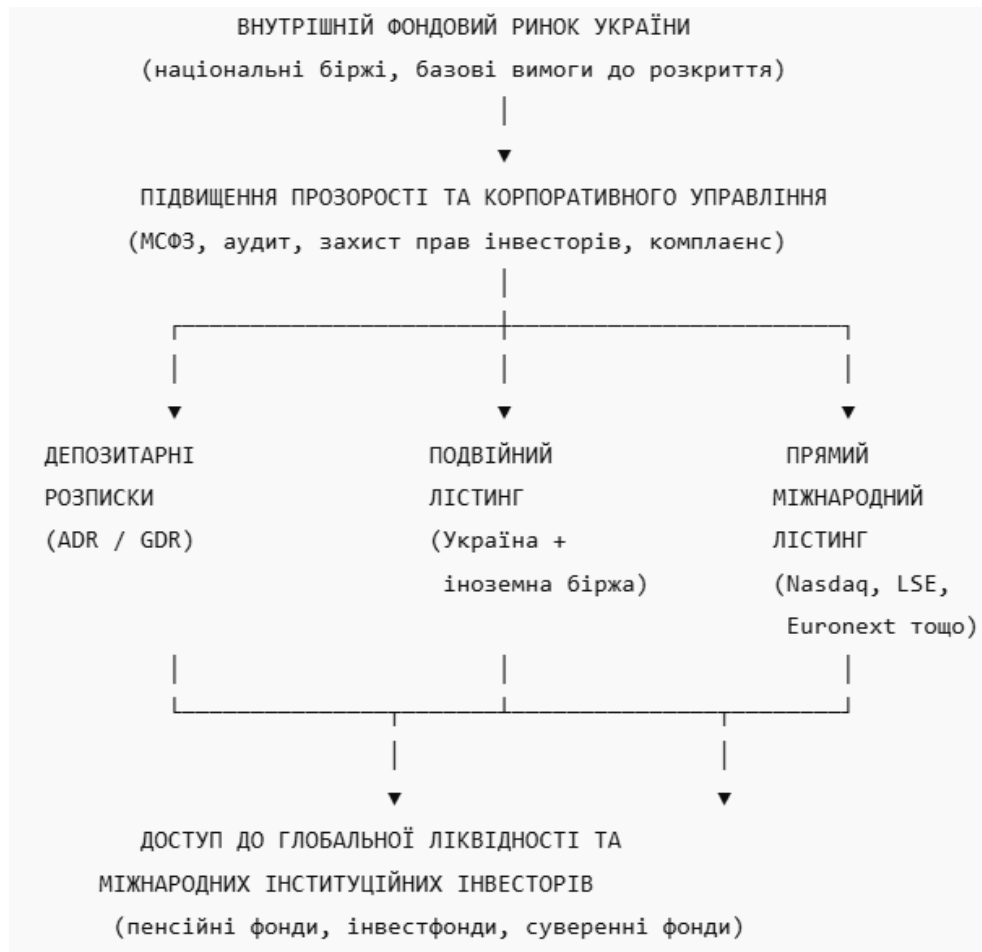 ВНУТРІШНІЙ ФОНДОВИЙ РИНОК УКРАЇНИ
(національні біржі, базові вимоги до розкриття)
ПІДВИЩЕННЯ ПРОЗОРОСТІ ТА КОРПОРАТИВНОГО УПРАВЛІННЯ
(МСФЗ, аудит, захист прав інвесторів, комплаєнс)
ДЕПОЗИТАРНІ
РОЗПИСКИ
(ADR / GDR)
ПОДВІЙНИЙ
ЛІСТИНГ
(Україна +
іноземна біржа)
ПРЯМИЙ
МІЖНАРОДНИЙ
ЛІСТИНГ
(Nasdaq, LSE,
Euronext тощо)
ДОСТУП ДО ГЛОБАЛЬНОЇ ЛІКВІДНОСТІ ТА
МІЖНАРОДНИХ ІНСТИТУЦІЙНИХ ІНВЕСТОРІВ
(пенсійні фонди, інвестфонди, суверенні фонди)